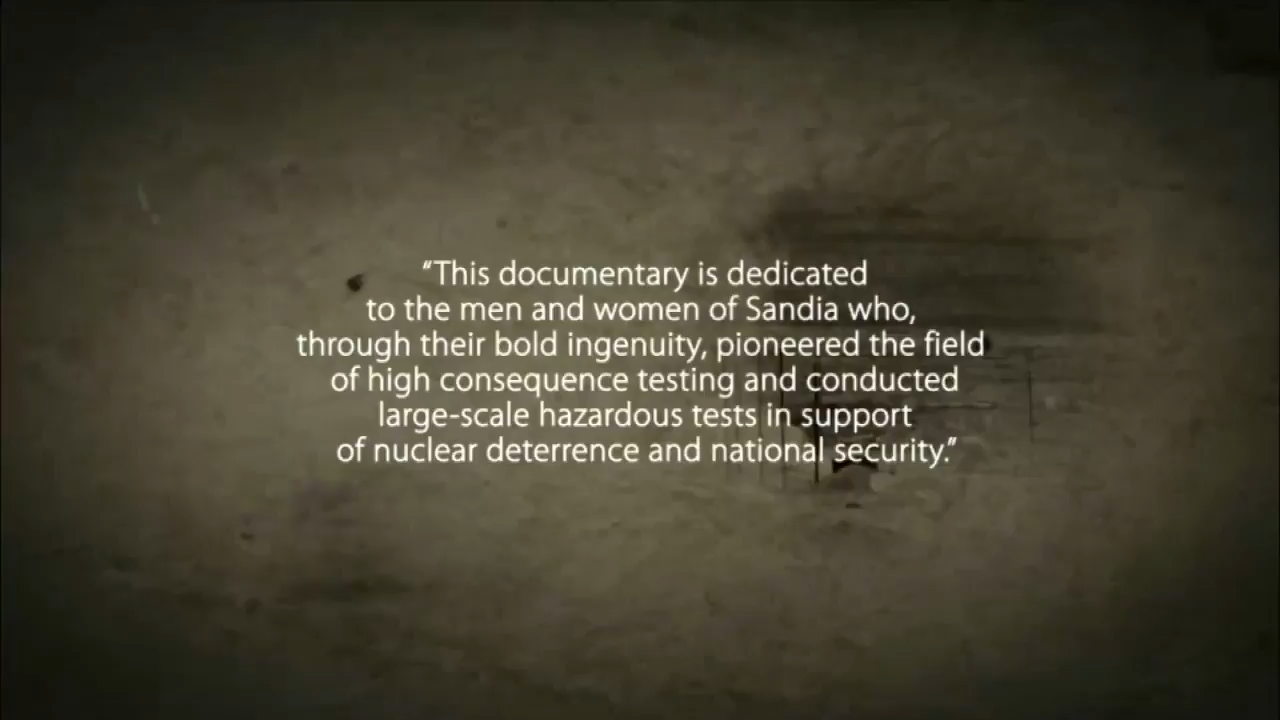 “This documentary is dedicated
to the men and women of Sandia who,
through their bold ingenuity, pioneered the field
of high consequence testing and conducted
large-scale hazardous tests in support
of nuclear deterrence and national security.”